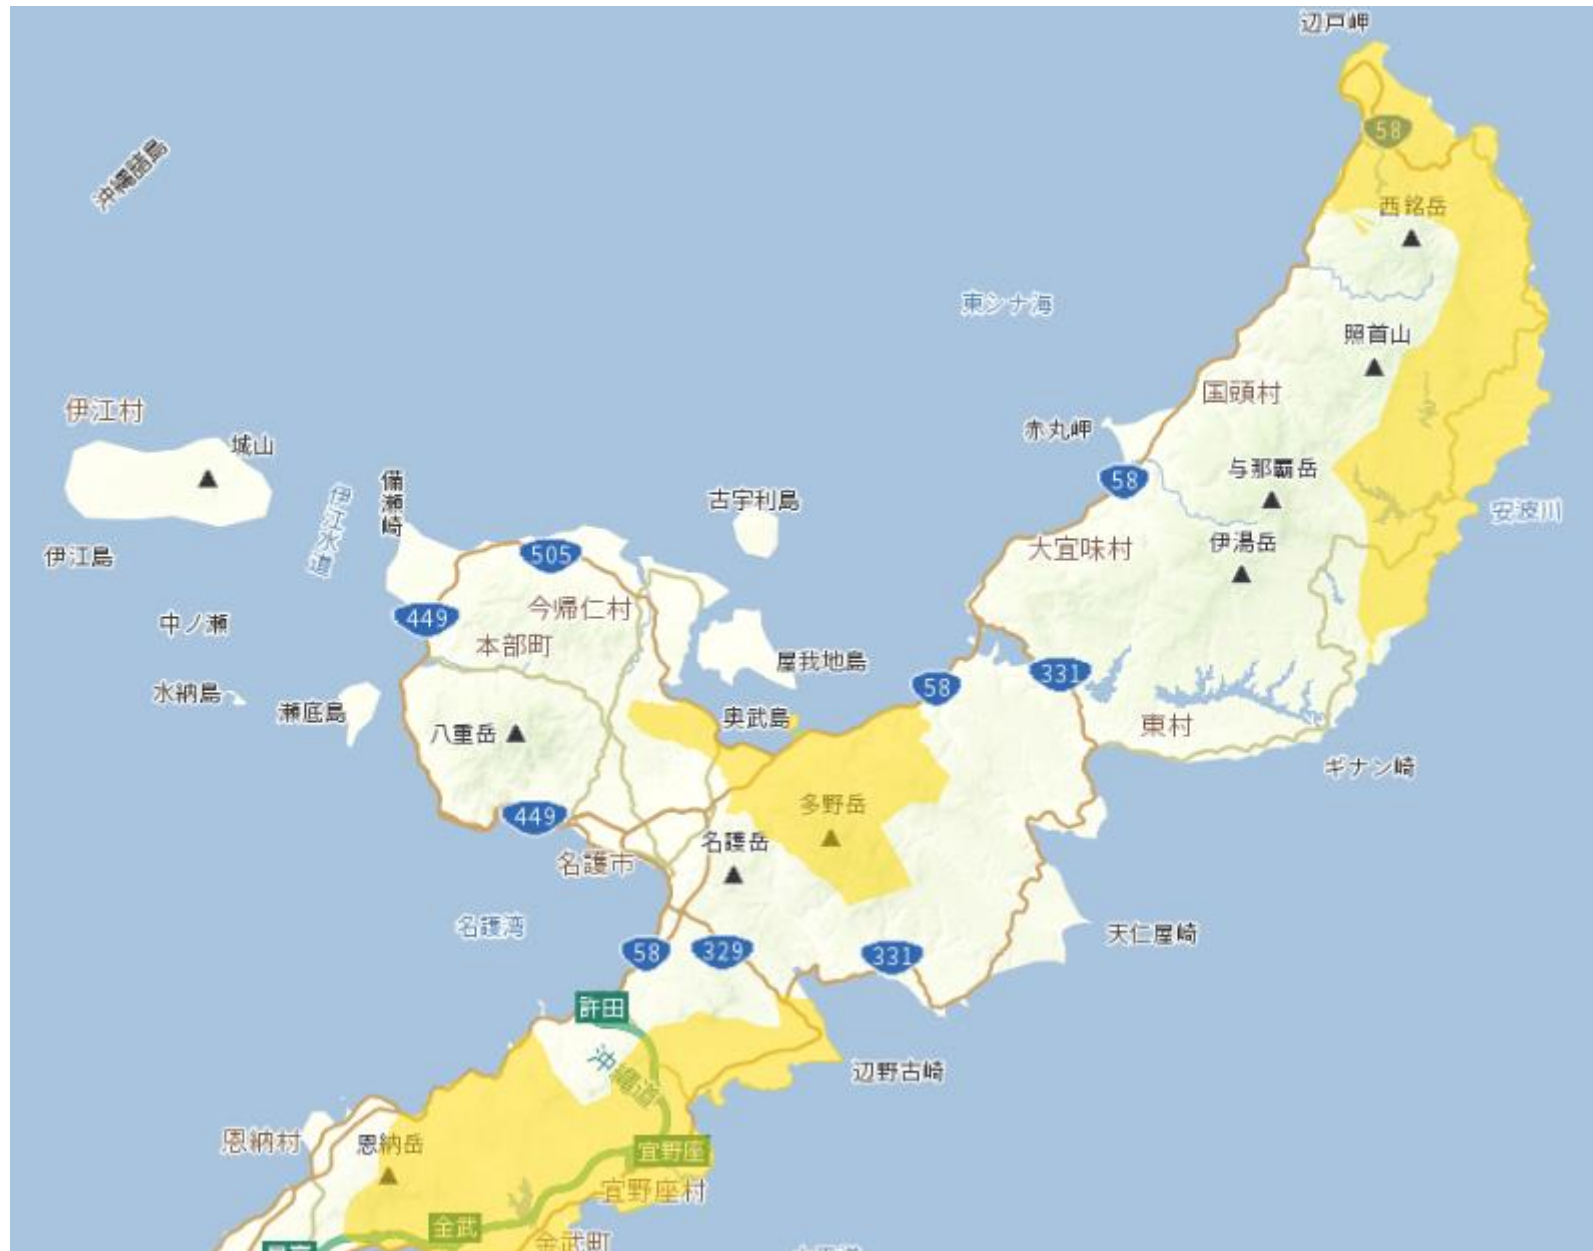 辺戸岬
58
沖縄諸島
西銘岳
東シナ海
照首山
国頭村
伊江村
赤丸岬
城山
備瀬崎
与那覇岳
58
伊江水道
古宇利島
安波川
伊湯岳
大宜味村
505
伊江島
今帰仁村
449
中ノ瀬
本部町
屋我地島
331
58
水納島
瀬底島
奥武島
東村
八重岳
ギナン崎
多野岳
449
名護岳
名護市
名護湾
天仁屋崎
58
329
331
許田
沖縄道
辺野古崎
恩納村
恩納岳
宜野座
宜野座村
金武
金武町